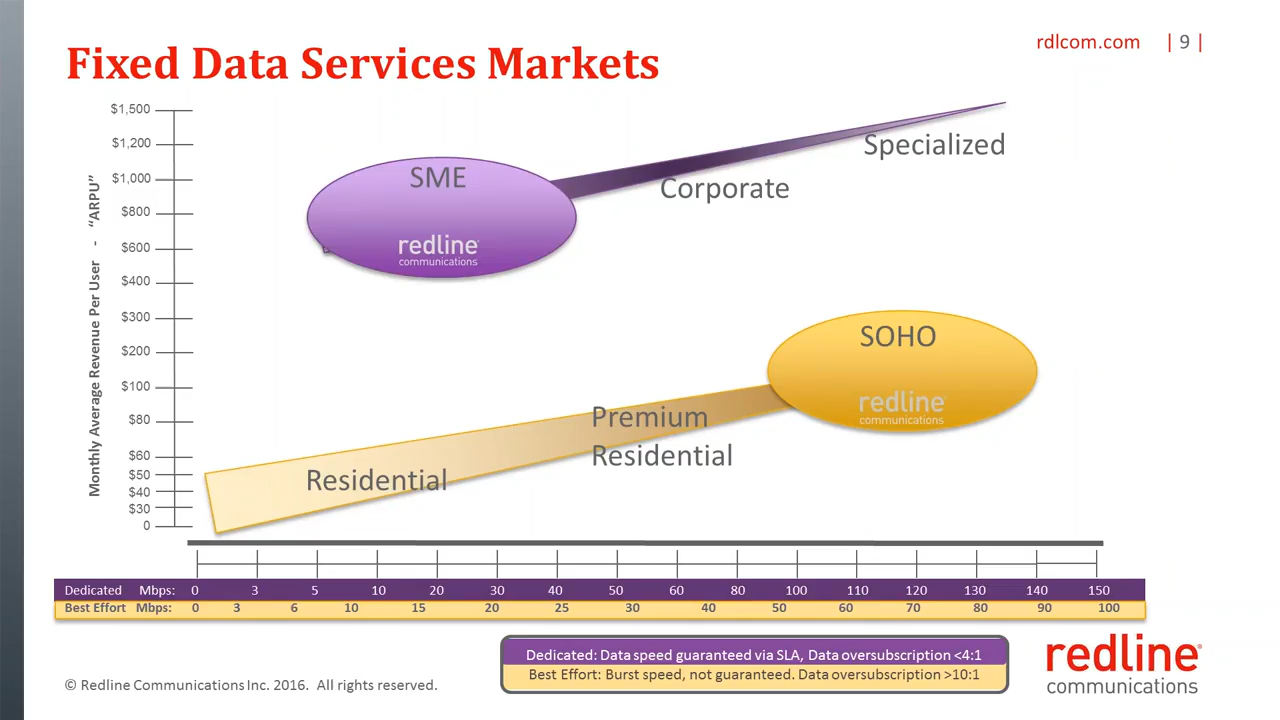 Fixed Data Services Markets
rdlcom.com | 9 |
Monthly Average Revenue Per User - “ARPU”
$1,500
$1,200
$1,000
$800
$600
$400
$300
$200
$100
$80
$60
$50
$40
$30
0
SME
redline
communications
Specialized
Corporate
SOHO
redline
communications
Premium
Residential
Residential
Dedicated Mbps: 0 3 5 10 20 30 40 50 60 80 100 110 120 130 140 150
Best Effort Mbps: 0 3 6 10 15 20 25 30 40 50 60 70 80 90 100
Dedicated: Data speed guaranteed via SLA, Data oversubscription <4:1
Best Effort: Burst speed, not guaranteed. Data oversubscription >10:1
© Redline Communications Inc. 2016. All rights reserved.
redline
communications